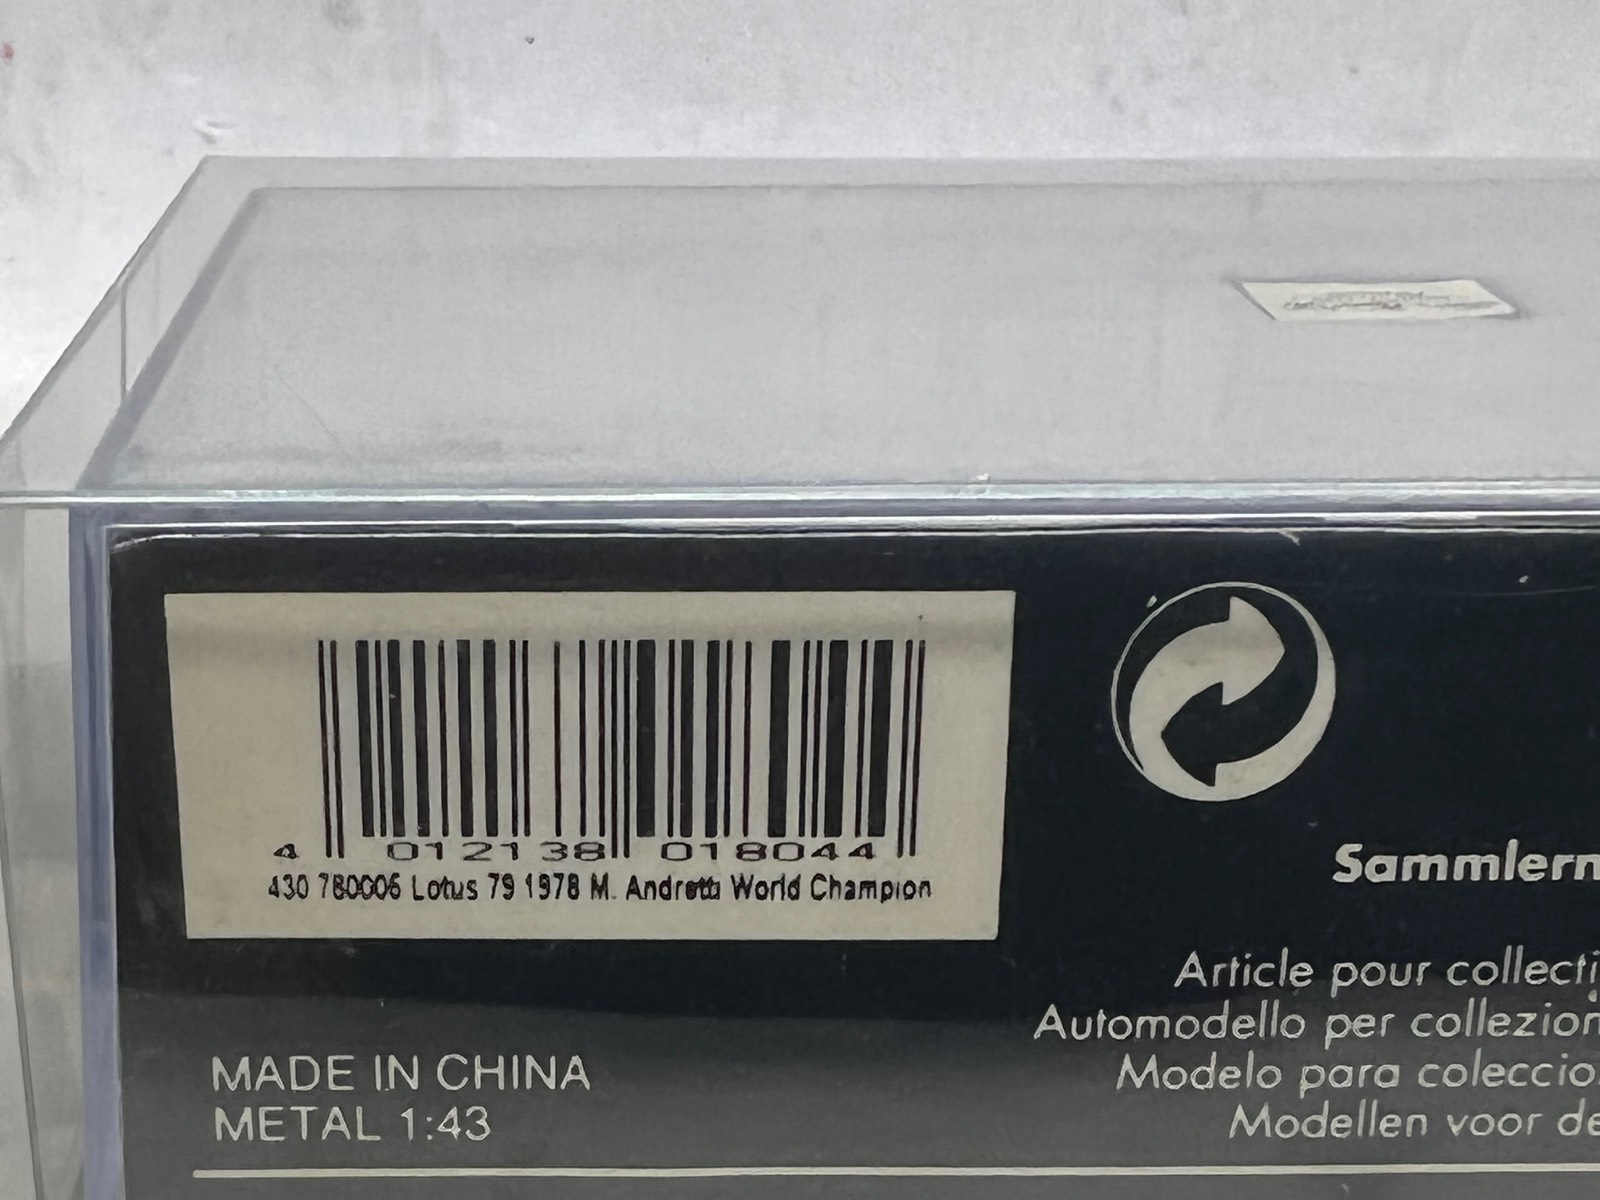 4 012138 018044
430 780006 Lotus 79 1978 M. Andretti World Champion
Sammlern
Article pour collecti
Automodello per collezion
Modelo para coleccio
Modellen voor de
MADE IN CHINA
METAL 1:43